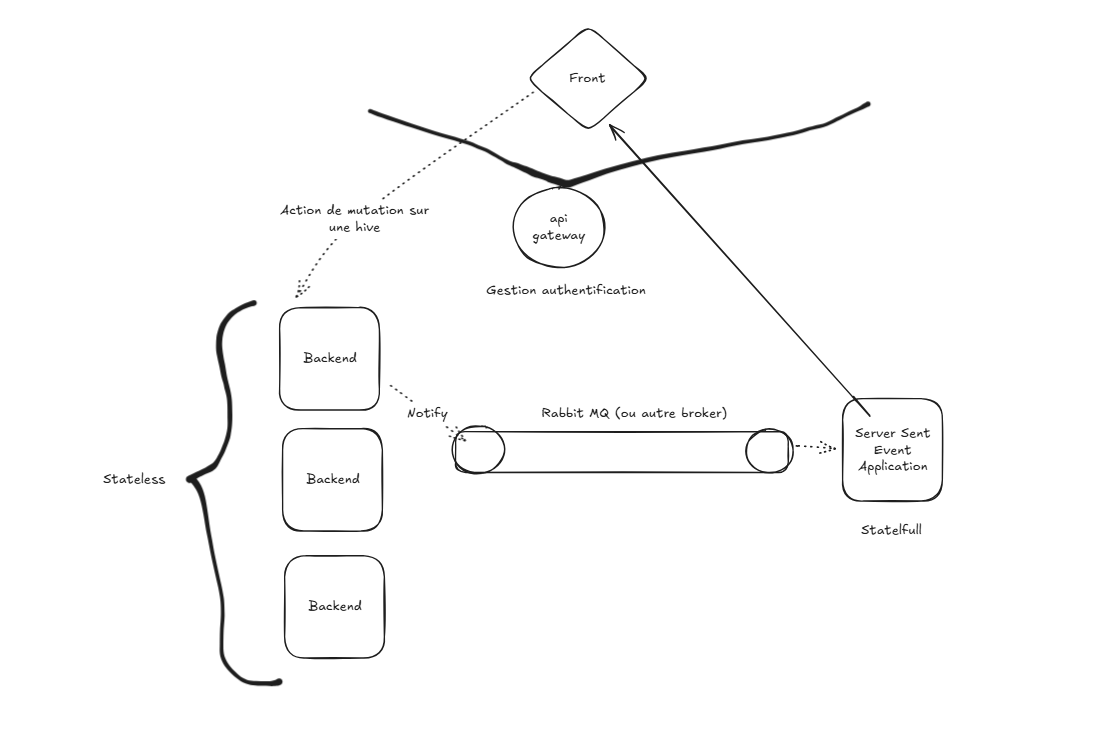 Front
Action de mutation sur
une hive
api
gateway
Gestion authentification
Backend
Notify
Rabbit MQ (ou autre broker)
Server Sent
Event
Application
Stateless
Backend
Statelfull
Backend